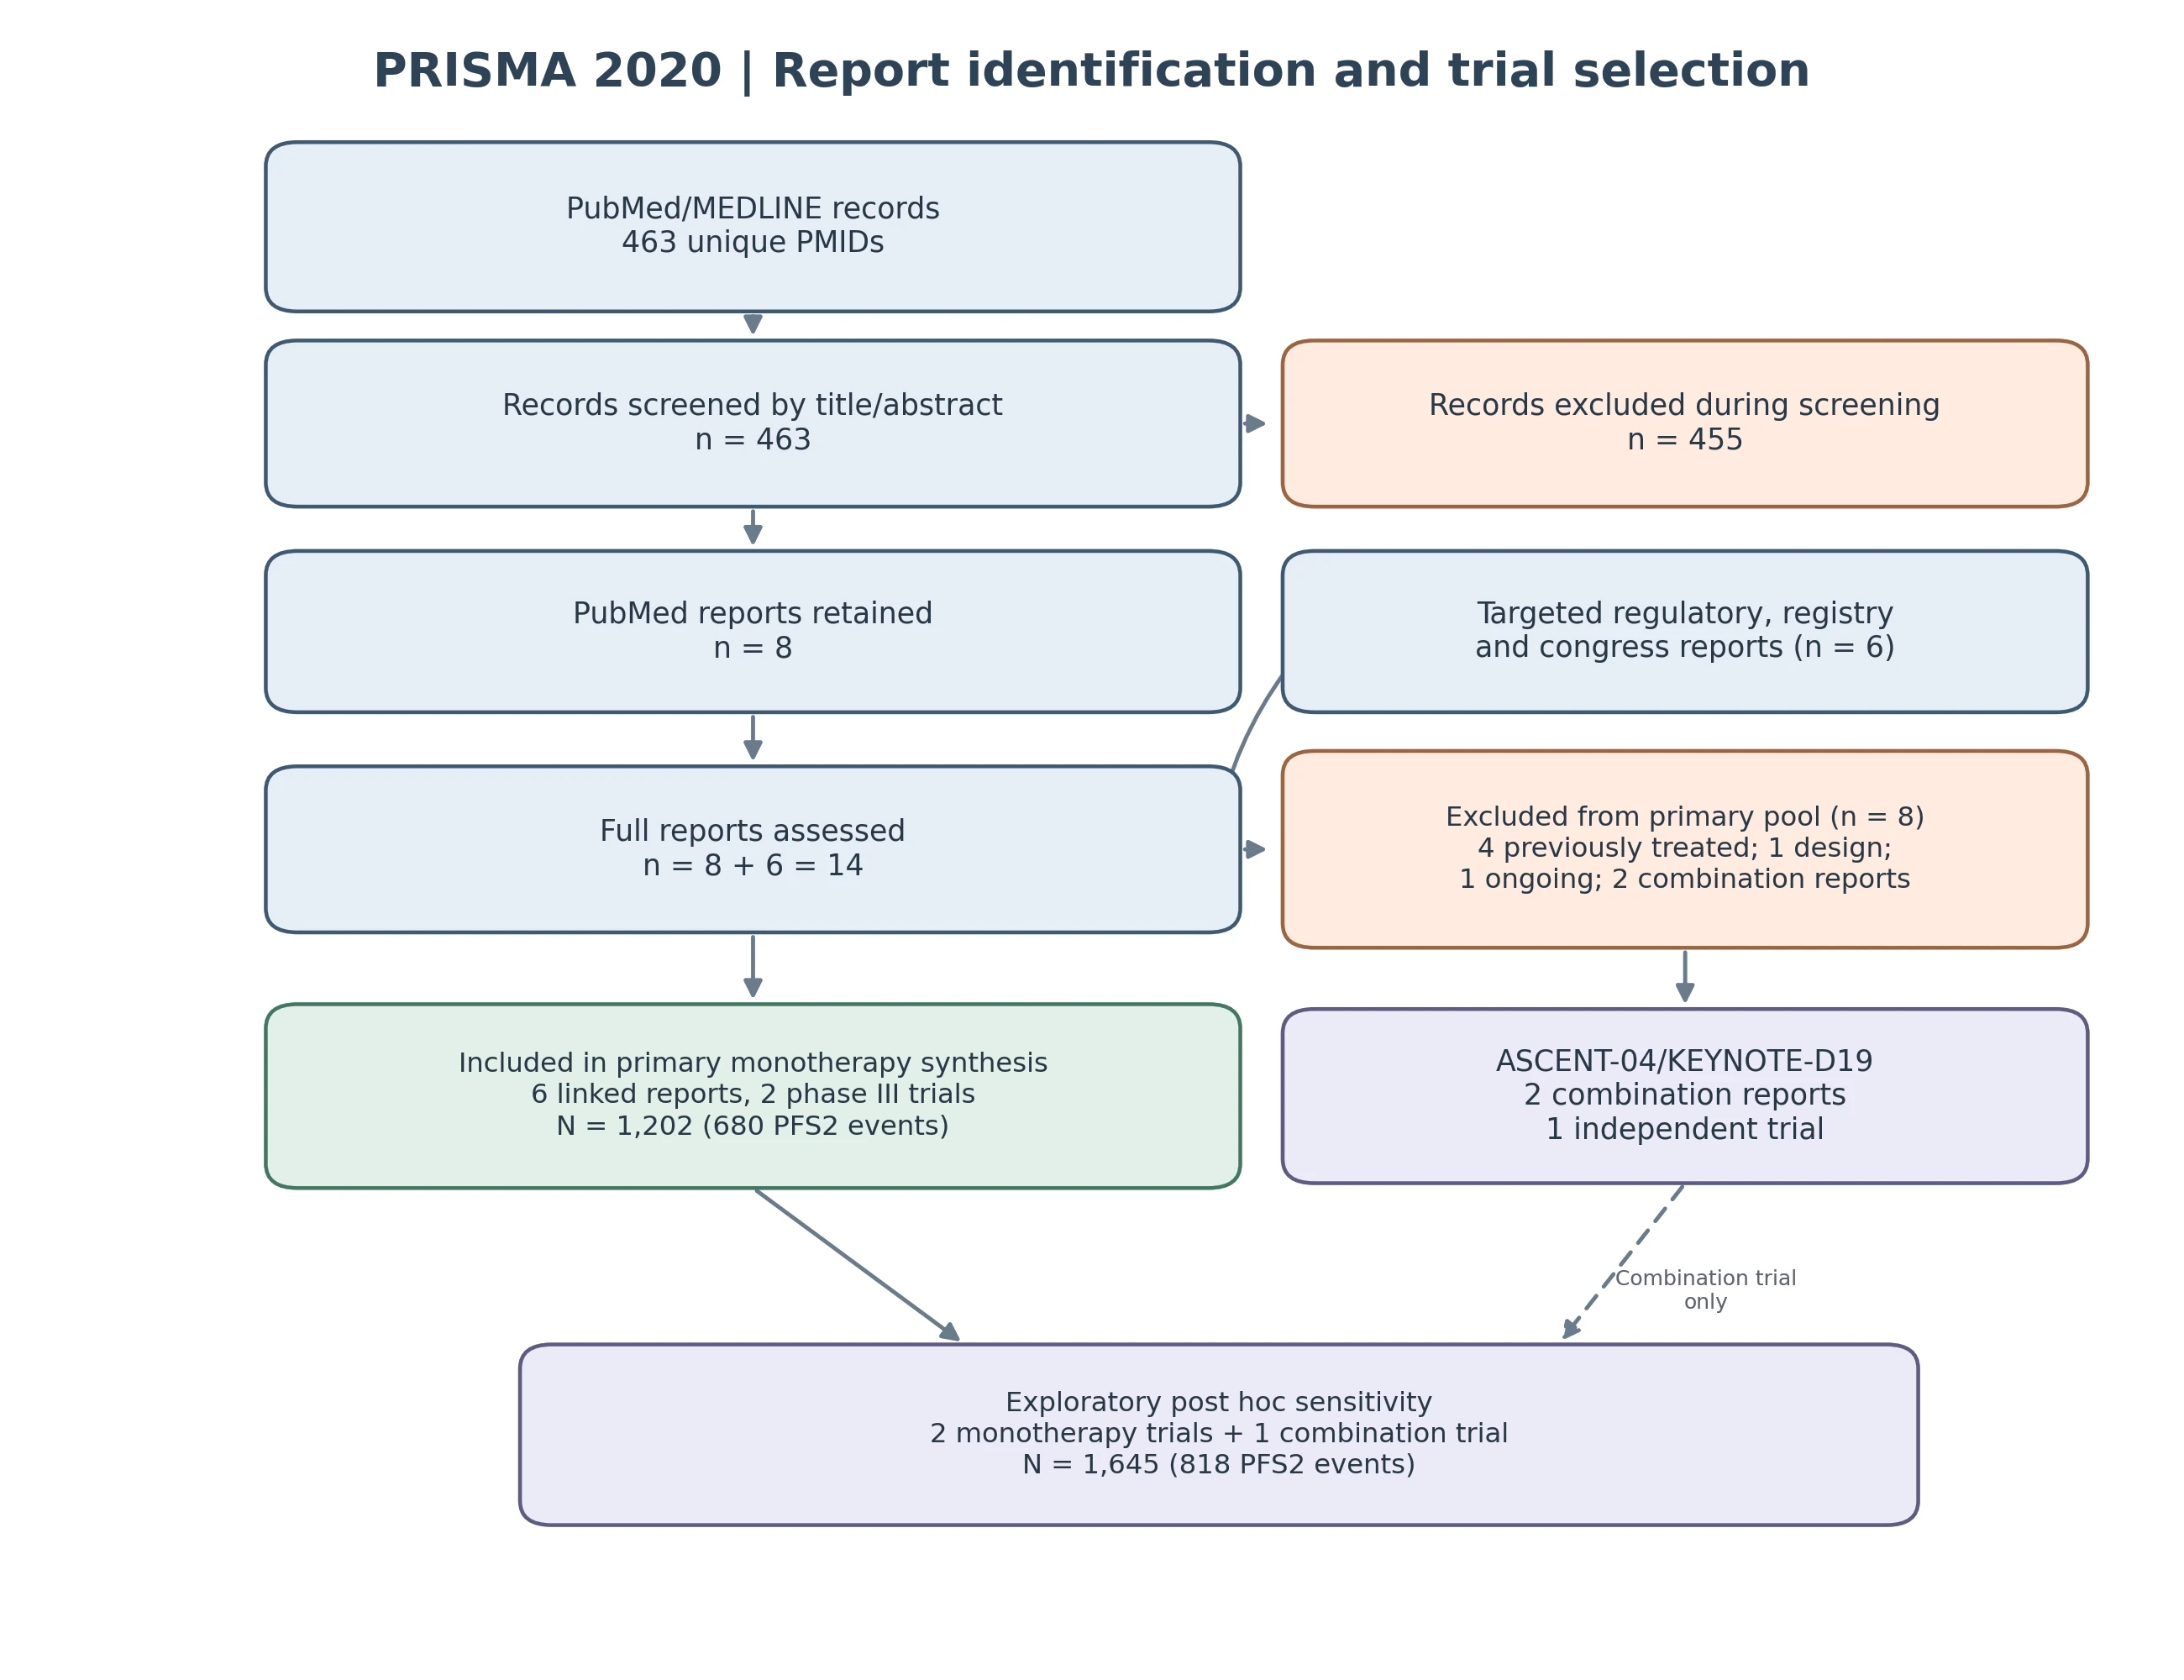 PRISMA 2020 | Report identification and trial selection
PubMed/MEDLINE records
463 unique PMIDs
Records screened by title/abstract
n = 463
Records excluded during screening
n = 455
PubMed reports retained
n = 8
Targeted regulatory, registry
and congress reports (n = 6)
Full reports assessed
n = 8 + 6 = 14
Excluded from primary pool (n = 8)
4 previously treated; 1 design;
1 ongoing; 2 combination reports
Included in primary monotherapy synthesis
6 linked reports, 2 phase III trials
N = 1,202 (680 PFS2 events)
ASCENT-04/KEYNOTE-D19
2 combination reports
1 independent trial
Combination trial
only
Exploratory post hoc sensitivity
2 monotherapy trials + 1 combination trial
N = 1,645 (818 PFS2 events)